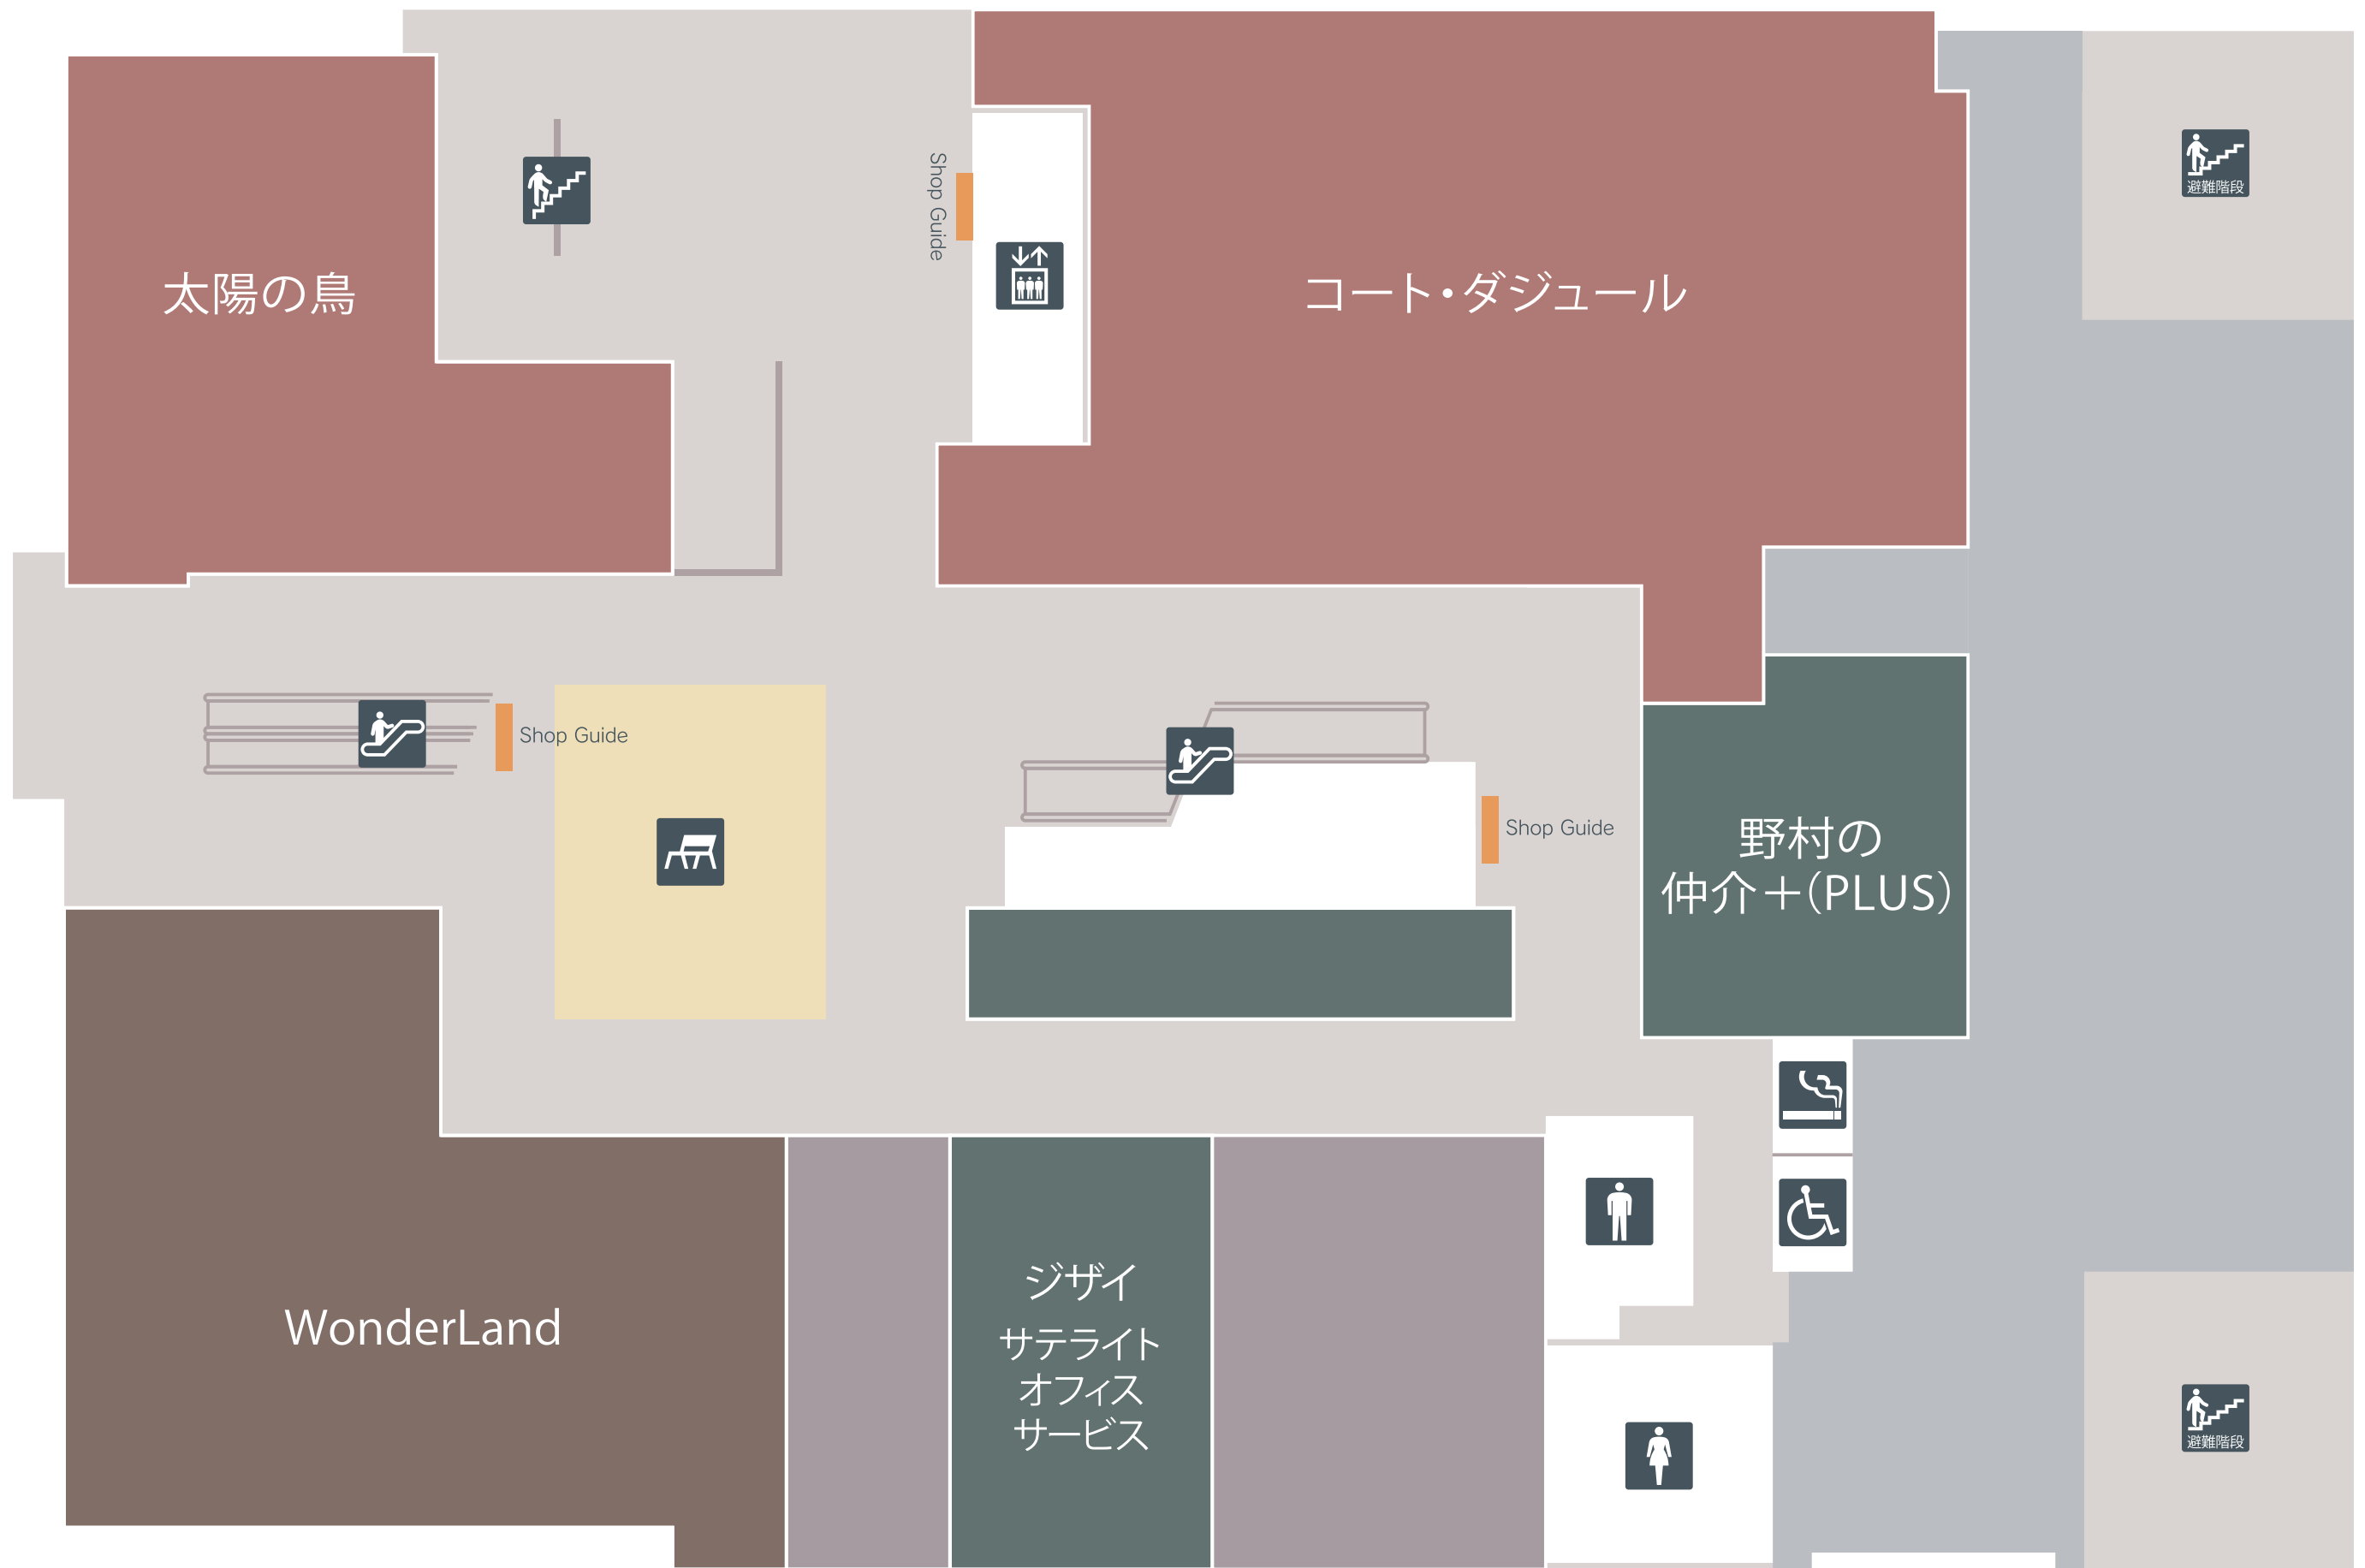 避難階段
Shop Guide
太陽の鳥
コート・ダジュール
Shop Guide
Shop Guide
野村の
仲介＋(PLUS)
WonderLand
ジザイ
サテライト
オフィス
サービス
避難階段